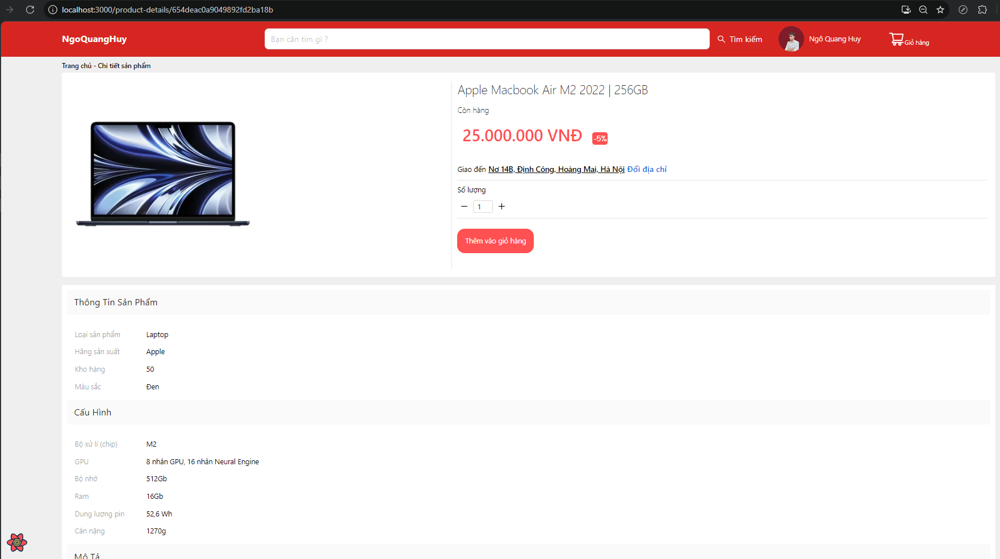 localhost:3000/product-details/654deac0a9049892fd2ba18b
NgoQuangHuy
Bạn cần tìm gì ?
Tìm kiếm
Ngô Quang Huy
Giỏ hàng
Trang chủ - Chi tiết sản phẩm
Apple Macbook Air M2 2022 | 256GB
Còn hàng
25.000.000 VNĐ
-5%
Giao đến Nơ 14B, Định Công, Hoàng Mai, Hà Nội Đổi địa chỉ
Số lượng
1
Thêm vào giỏ hàng
Thông Tin Sản Phẩm
Loại sản phẩm Laptop
Hãng sản xuất Apple
Kho hàng 50
Màu sắc Đen
Cấu Hình
Bộ xử lí (chip) M2
GPU 8 nhân GPU, 16 nhân Neural Engine
Bộ nhớ 512Gb
Ram 16Gb
Dung lượng pin 52,6 Wh
Cân nặng 1270g
Mô Tả